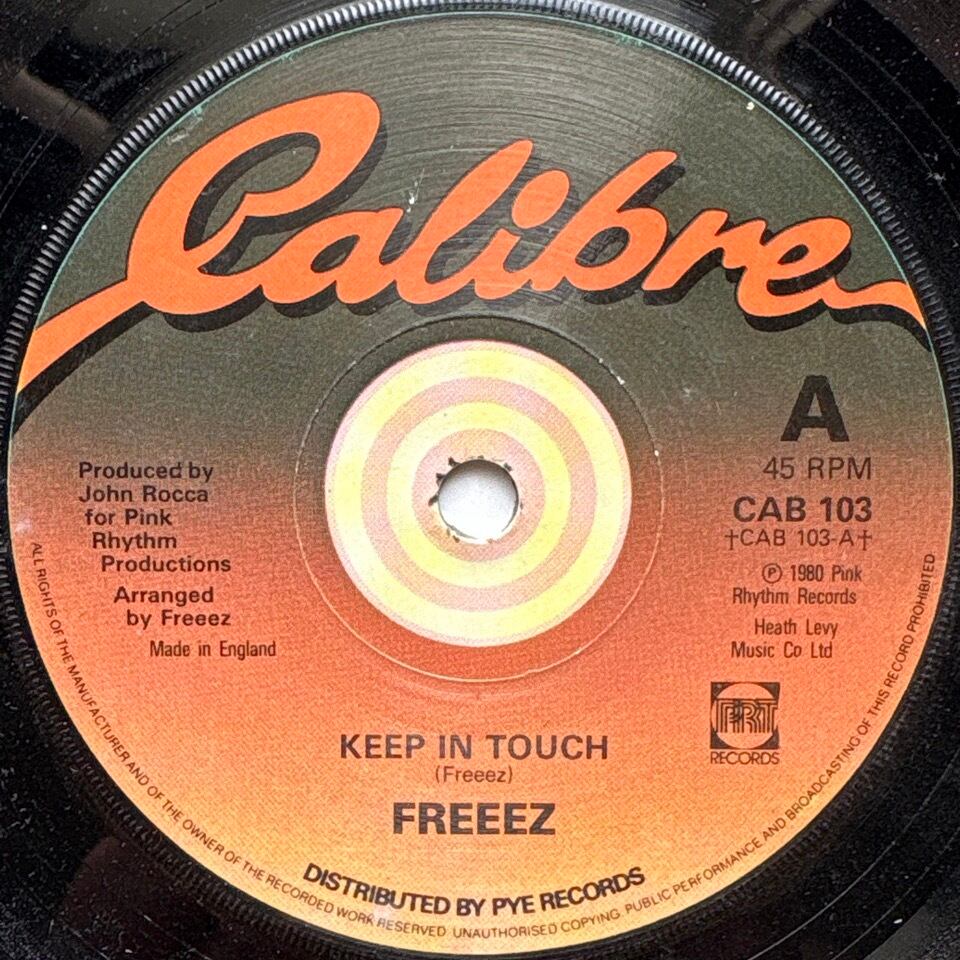 Calibre
A
45 RPM
CAB 103
†CAB 103-A†
℗ 1980 Pink
Rhythm Records
Heath Levy
Music Co Ltd
Produced by
John Rocca
for Pink
Rhythm
Productions
Arranged
by Freeez
Made in England
PRT
RECORDS
KEEP IN TOUCH
(Freeez)
FREEEZ
DISTRIBUTED BY PYE RECORDS
ALL RIGHTS OF THE MANUFACTURER AND OF THE OWNER OF THE RECORDED WORK RESERVED UNAUTHORISED COPYING, PUBLIC PERFORMANCE AND BROADCASTING OF THIS RECORD PROHIBITED